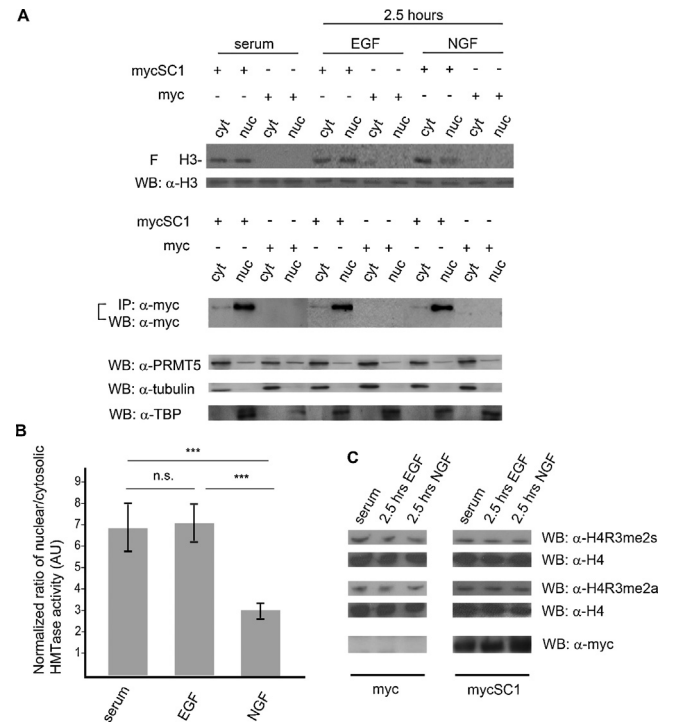 A
2.5 hours
serum EGF NGF
mycSC1 + + - - + + - - + + - -
myc - - + + - - + + - - + +
cyt nuc cyt nuc cyt nuc cyt nuc cyt nuc cyt nuc
F H3-
WB: α-H3
mycSC1 + + - - + + - - + + - -
myc - - + + - - + + - - + +
cyt nuc cyt nuc cyt nuc cyt nuc cyt nuc cyt nuc
IP: α-myc
WB: α-myc
WB: α-PRMT5
WB: α-tubulin
WB: α-TBP
B
***
n.s. ***
Normalized ratio of nuclear/cytosolic
HMTase activity (AU)
9
8
7
6
5
4
3
2
1
serum EGF NGF
C
serum 2.5 hrs EGF 2.5 hrs NGF serum 2.5 hrs EGF 2.5 hrs NGF
WB: α-H4R3me2s
WB: α-H4
WB: α-H4R3me2a
WB: α-H4
WB: α-myc
myc mycSC1